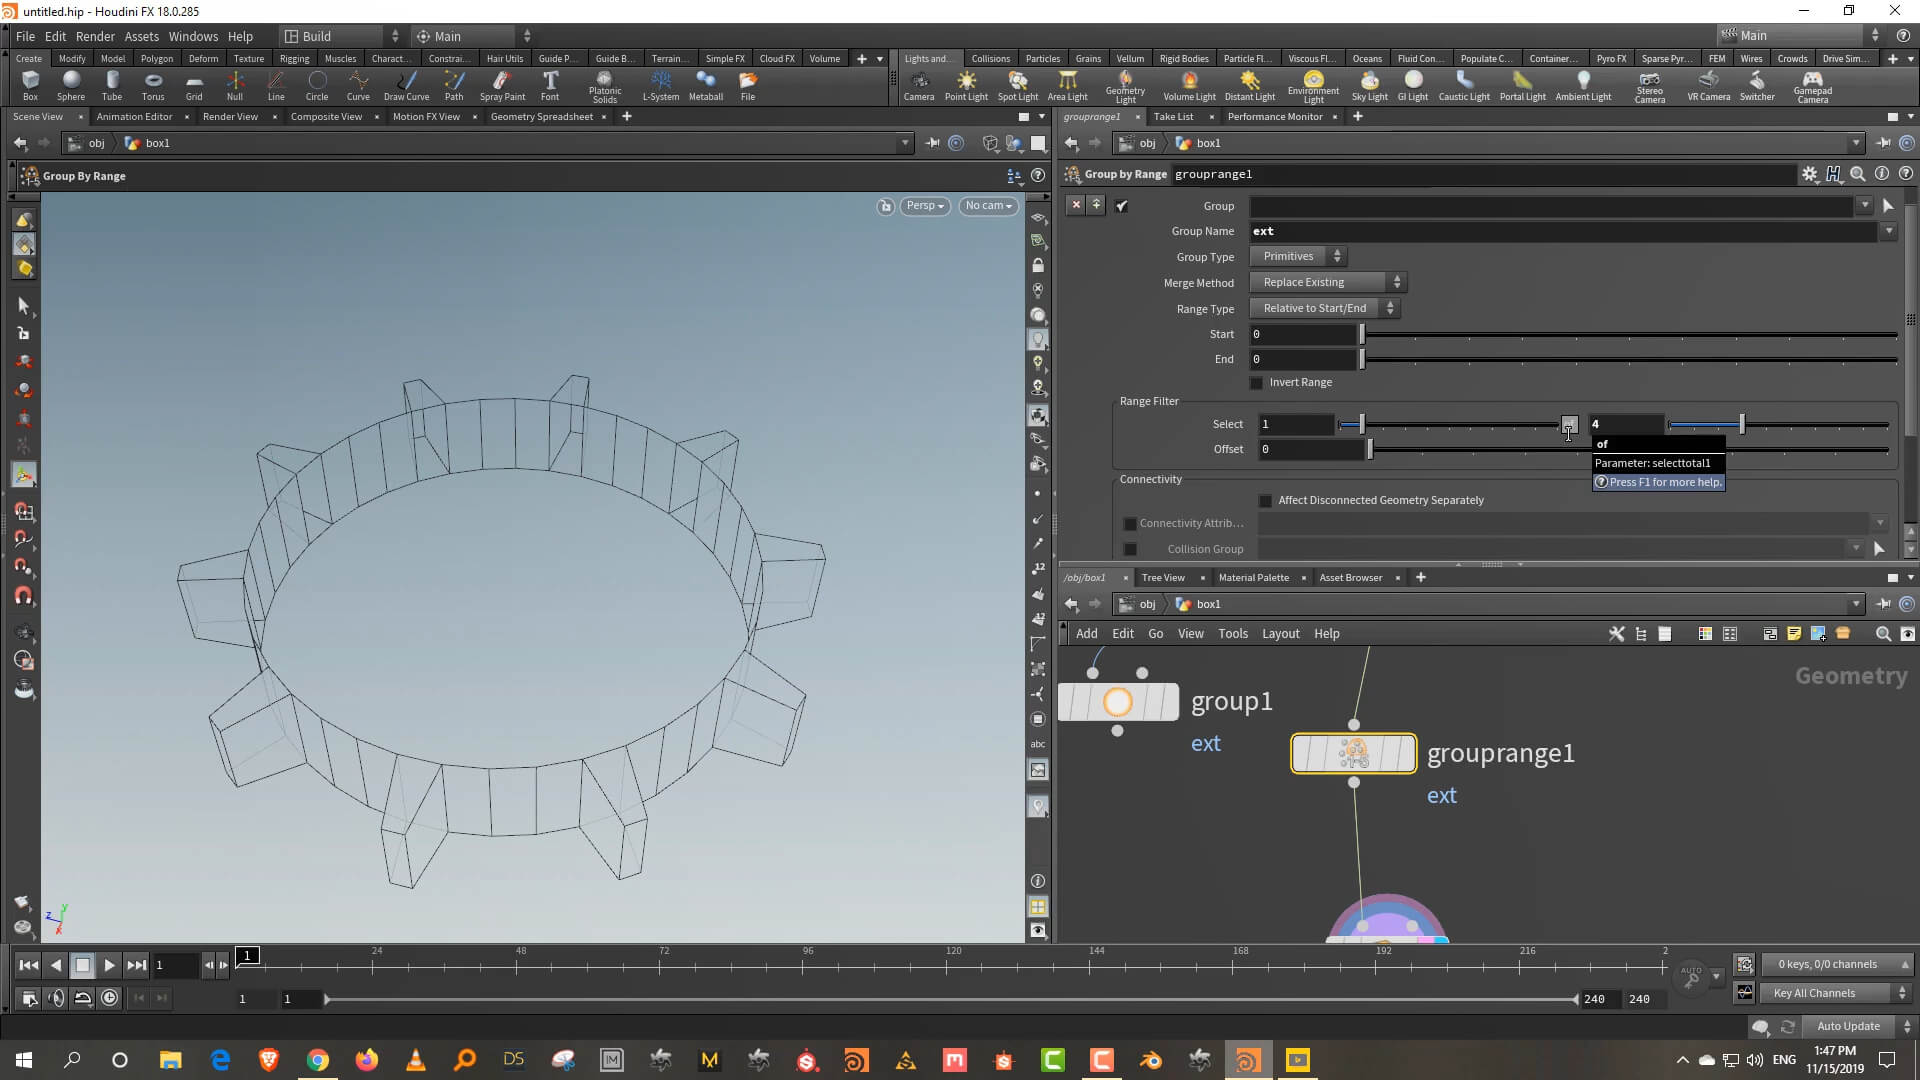 untitled.hip - Houdini FX 18.0.285
File Edit Render Assets Windows Help Build Main Main
Create Modify Model Polygon Deform Texture Rigging Muscles Charact... Constrai... Hair Utils Guide P... Guide B... Terrain... Simple FX Cloud FX Volume
Lights and... Collisions Particles Grains Vellum Rigid Bodies Particle Fl... Viscous Fl... Oceans Fluid Con... Populate C... Container... Pyro FX Sparse Pyr... FEM Wires Crowds Drive Sim...
Box Sphere Tube Torus Grid Null Line Circle Curve Draw Curve Path Spray Paint Font Platonic Solids L-System Metaball File
Camera Point Light Spot Light Area Light Geometry Light Volume Light Distant Light Environment Light Sky Light GI Light Caustic Light Portal Light Ambient Light Stereo Camera VR Camera Switcher Gamepad Camera
Scene View Animation Editor Render View Composite View Motion FX View Geometry Spreadsheet
grouprange1 Take List Performance Monitor
obj box1
obj box1
Group By Range
Group by Range grouprange1
Persp No cam
Group
Group Name ext
Group Type Primitives
Merge Method Replace Existing
Range Type Relative to Start/End
Start 0
End 0
Invert Range
Range Filter
Select 1 4
Offset 0
of
Parameter: selecttotal1
Press F1 for more help.
Connectivity
Affect Disconnected Geometry Separately
Connectivity Attrib...
Collision Group
/obj/box1 Tree View Material Palette Asset Browser
obj box1
Add Edit Go View Tools Layout Help
Geometry
group1
ext
grouprange1
ext
12
12
abc
z y x
1 1 24 48 72 96 120 144 168 192 216 2
AUTO
0 keys, 0/0 channels
1 1 240 240
Key All Channels
Auto Update
DS
ENG
1:47 PM
11/15/2019